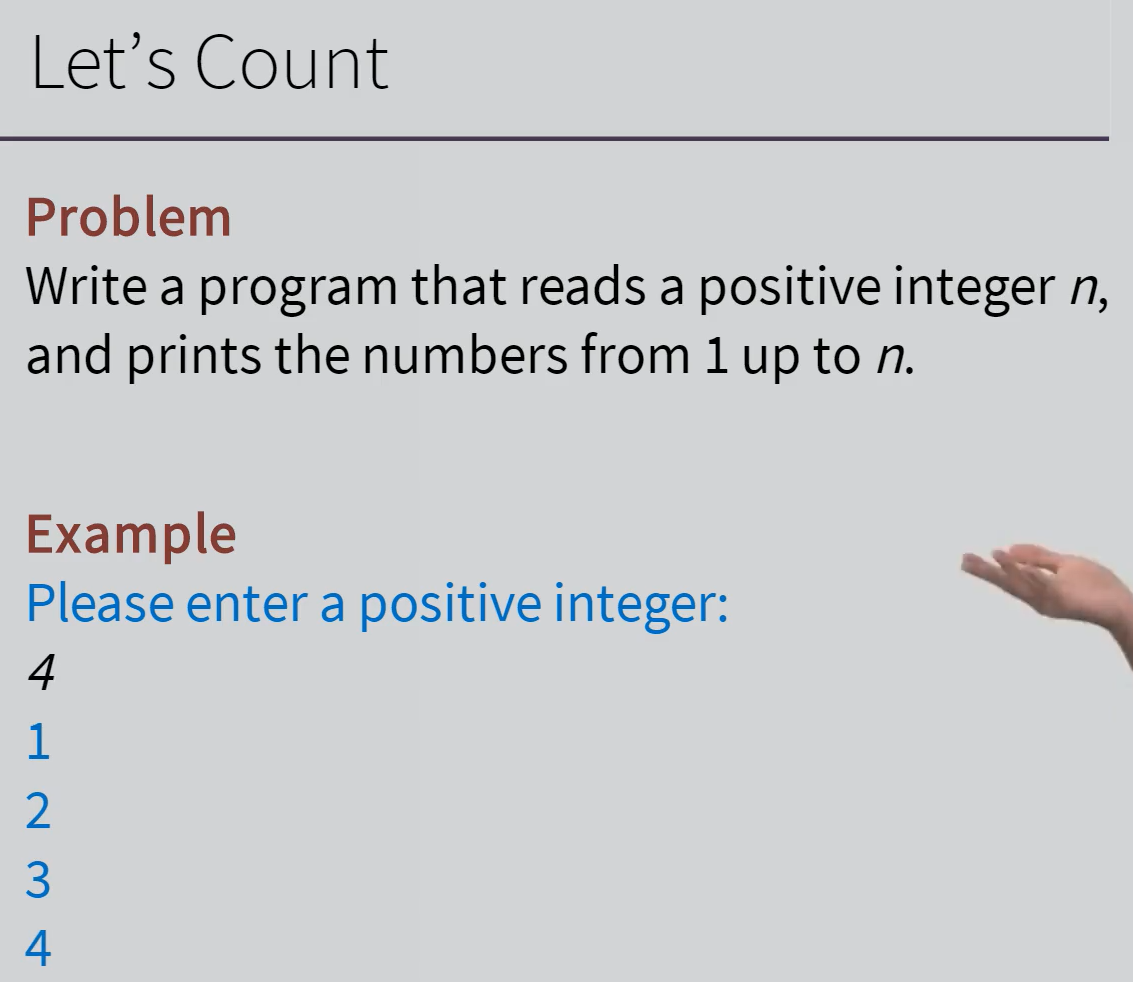 Let’s Count
Problem
Write a program that reads a positive integer n,
and prints the numbers from 1 up to n.
Example
Please enter a positive integer:
4
1
2
3
4